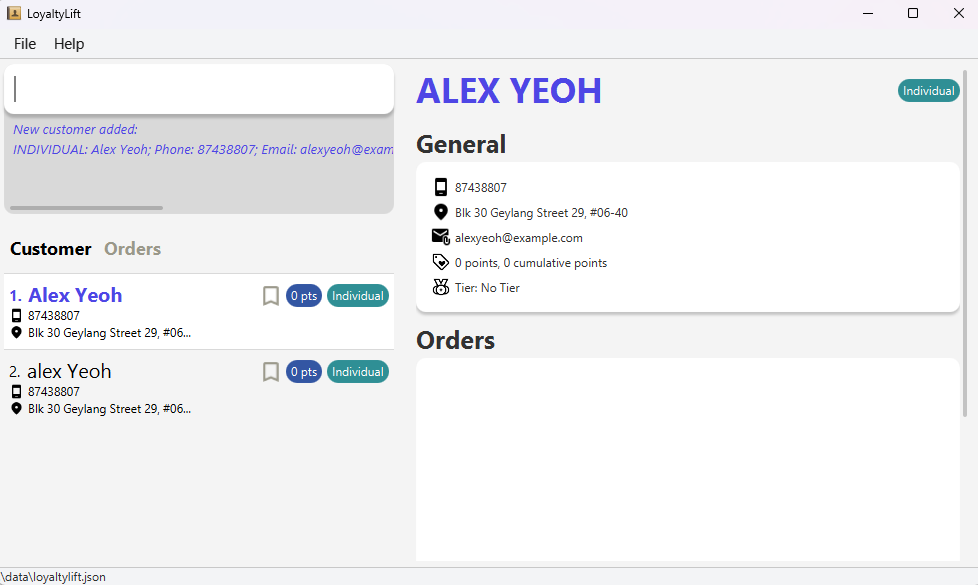 LoyaltyLift
File Help
New customer added:
INDIVIDUAL: Alex Yeoh; Phone: 87438807; Email: alexyeoh@exam
Customer Orders
1. Alex Yeoh 0 pts Individual
87438807
Blk 30 Geylang Street 29, #06...
2. alex Yeoh 0 pts Individual
87438807
Blk 30 Geylang Street 29, #06...
ALEX YEOH Individual
General
87438807
Blk 30 Geylang Street 29, #06-40
alexyeoh@example.com
0 points, 0 cumulative points
Tier: No Tier
Orders
\data\loyaltylift.json